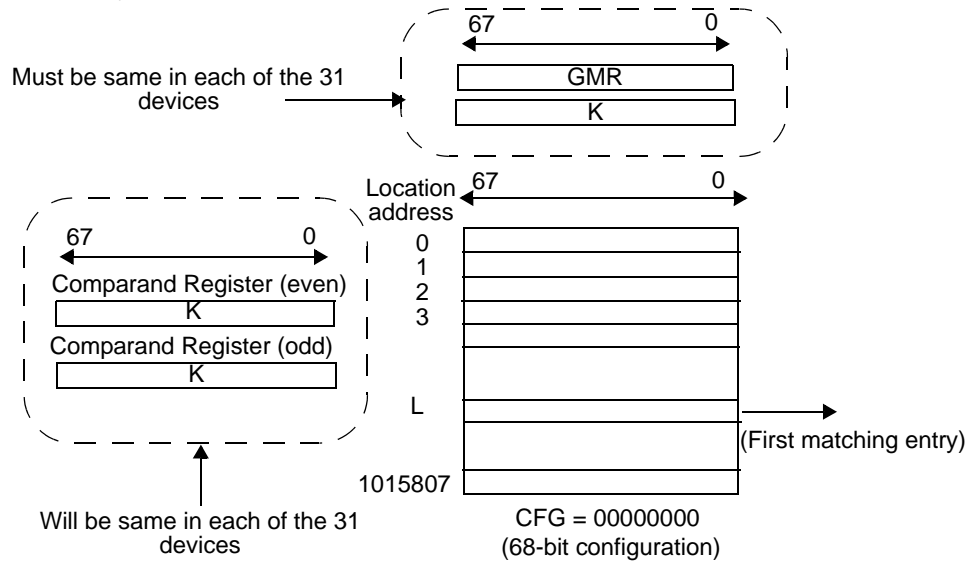 67 0
Must be same in each of the 31
devices
GMR
K
Location
address
67 0
67 0
Comparand Register (even)
K
Comparand Register (odd)
K
0
1
2
3
L
(First matching entry)
1015807
Will be same in each of the 31
devices
CFG = 00000000
(68-bit configuration)